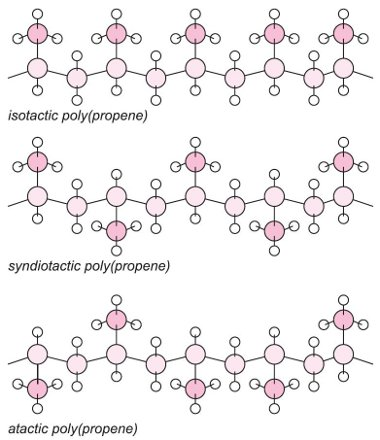 isotactic poly(propene)
syndiotactic poly(propene)
atactic poly(propene)